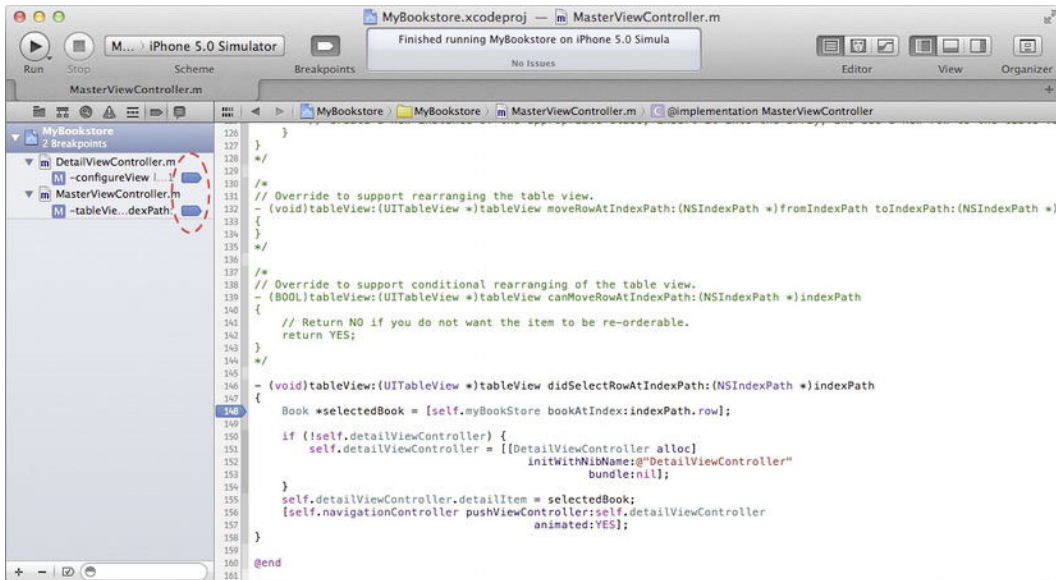 MyBookstore.xcodeproj — m MasterViewController.m
M... › iPhone 5.0 Simulator
Finished running MyBookstore on iPhone 5.0 Simula
No Issues
Run Stop Scheme Breakpoints Editor View Organizer
MasterViewController.m +
MyBookstore › MyBookstore › m MasterViewController.m › C @implementation MasterViewController
MyBookstore
2 Breakpoints
m DetailViewController.m
M -configureView l...1
m MasterViewController.m
M -tableVie...dexPath:
126 }
127 }
128 */
129
130 /*
131 // Override to support rearranging the table view.
132 - (void)tableView:(UITableView *)tableView moveRowAtIndexPath:(NSIndexPath *)fromIndexPath toIndexPath:(NSIndexPath *)
133 {
134 }
135 */
136
137 /*
138 // Override to support conditional rearranging of the table view.
139 - (BOOL)tableView:(UITableView *)tableView canMoveRowAtIndexPath:(NSIndexPath *)indexPath
140 {
141 // Return NO if you do not want the item to be re-orderable.
142 return YES;
143 }
144 */
145
146 - (void)tableView:(UITableView *)tableView didSelectRowAtIndexPath:(NSIndexPath *)indexPath
147 {
148 Book *selectedBook = [self.myBookStore bookAtIndex:indexPath.row];
149
150 if (!self.detailViewController) {
151 self.detailViewController = [[DetailViewController alloc]
152 initWithNibName:@"DetailViewController"
153 bundle:nil];
154 }
155 self.detailViewController.detailItem = selectedBook;
156 [self.navigationController pushViewController:self.detailViewController
157 animated:YES];
158 }
159
160 @end
161